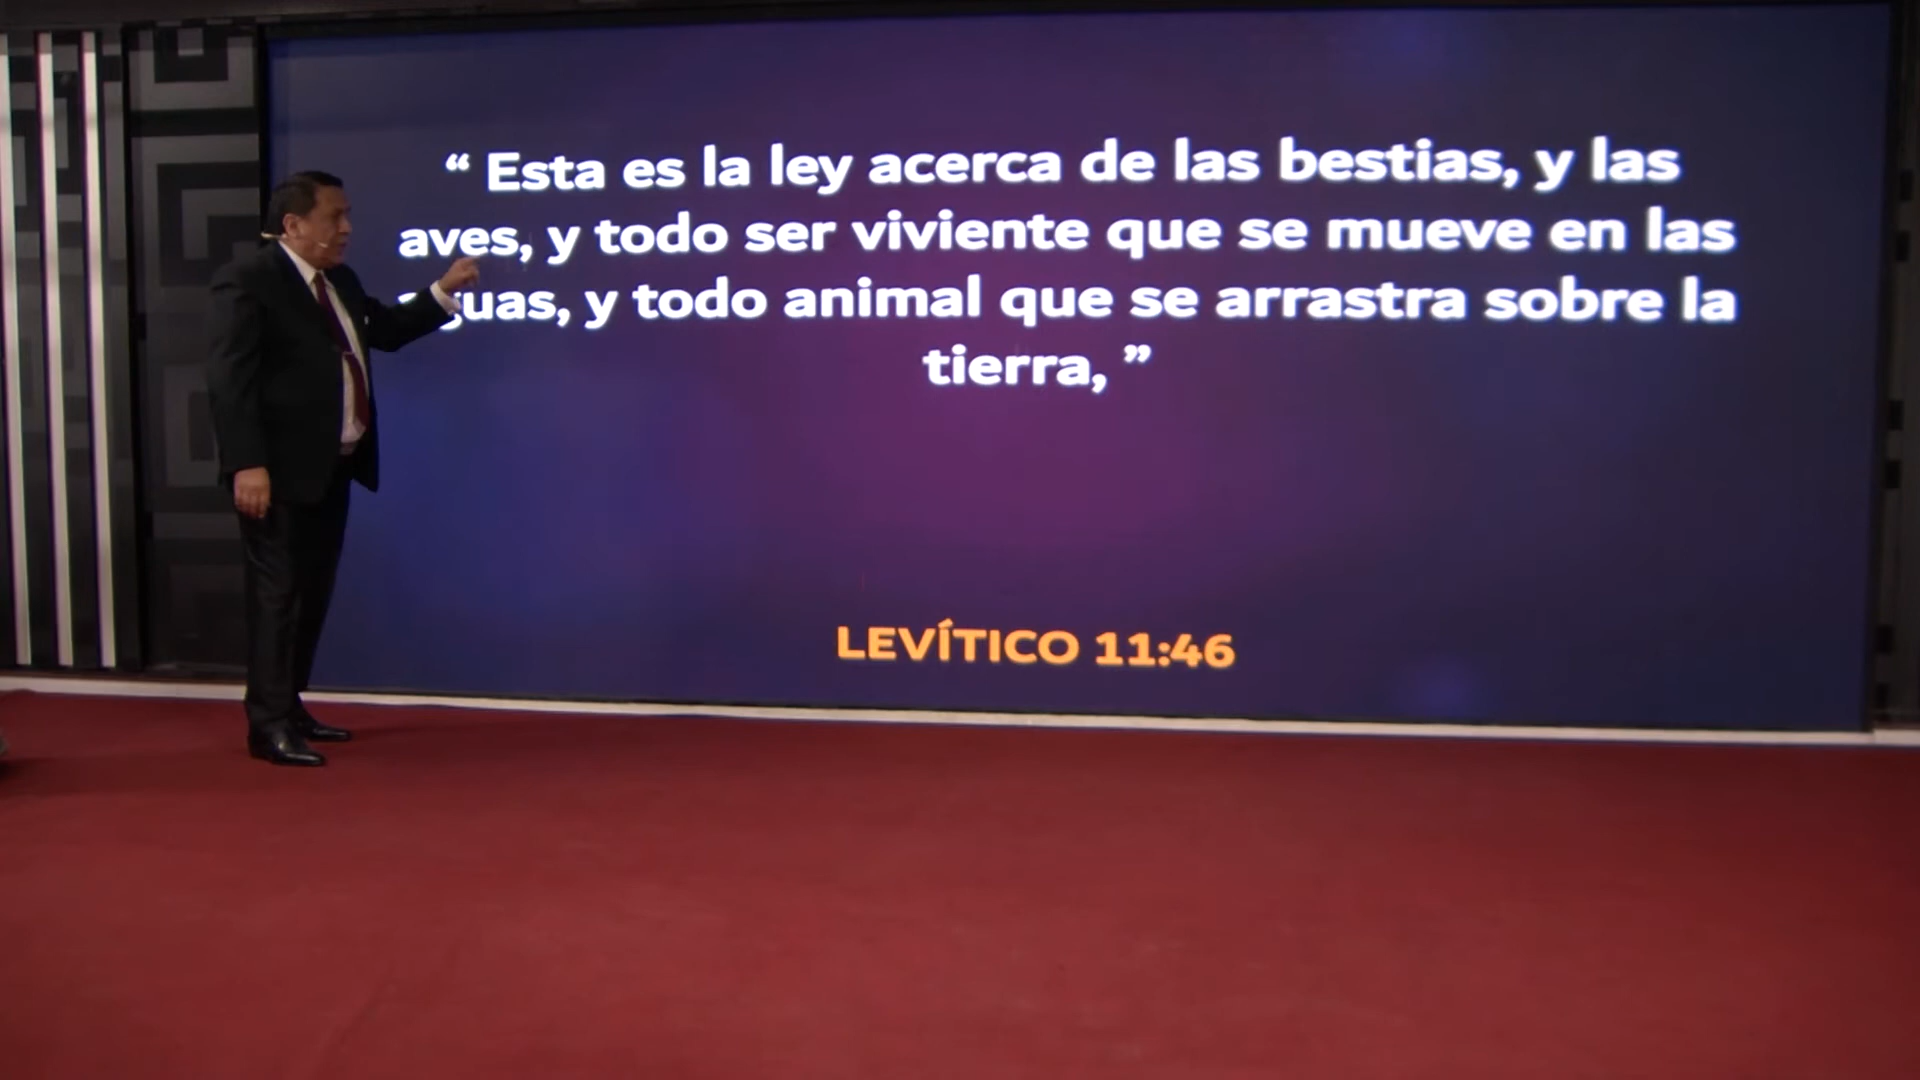 “ Esta es la ley acerca de las bestias, y las
aves, y todo ser viviente que se mueve en las
aguas, y todo animal que se arrastra sobre la
tierra, ”
LEVÍTICO 11:46